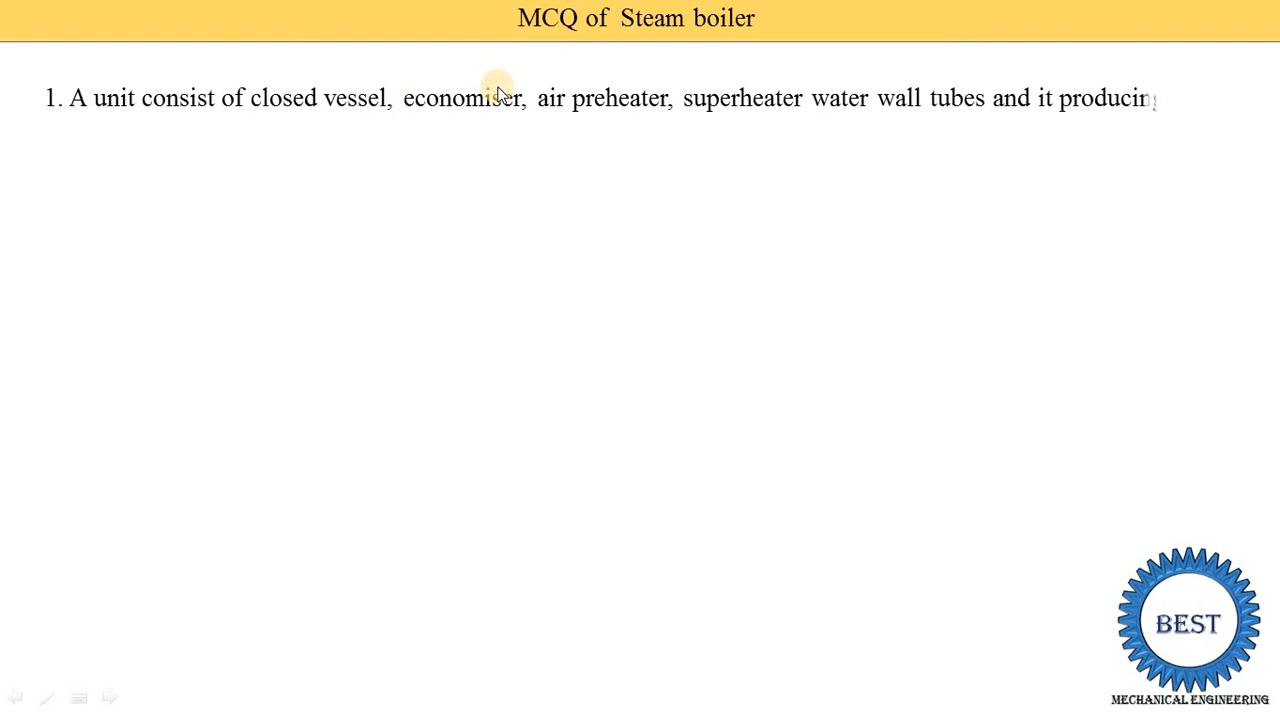 MCQ of Steam boiler
1. A unit consist of closed vessel, economiser, air preheater, superheater water wall tubes and it producing
BEST
MECHANICAL ENGINEERING